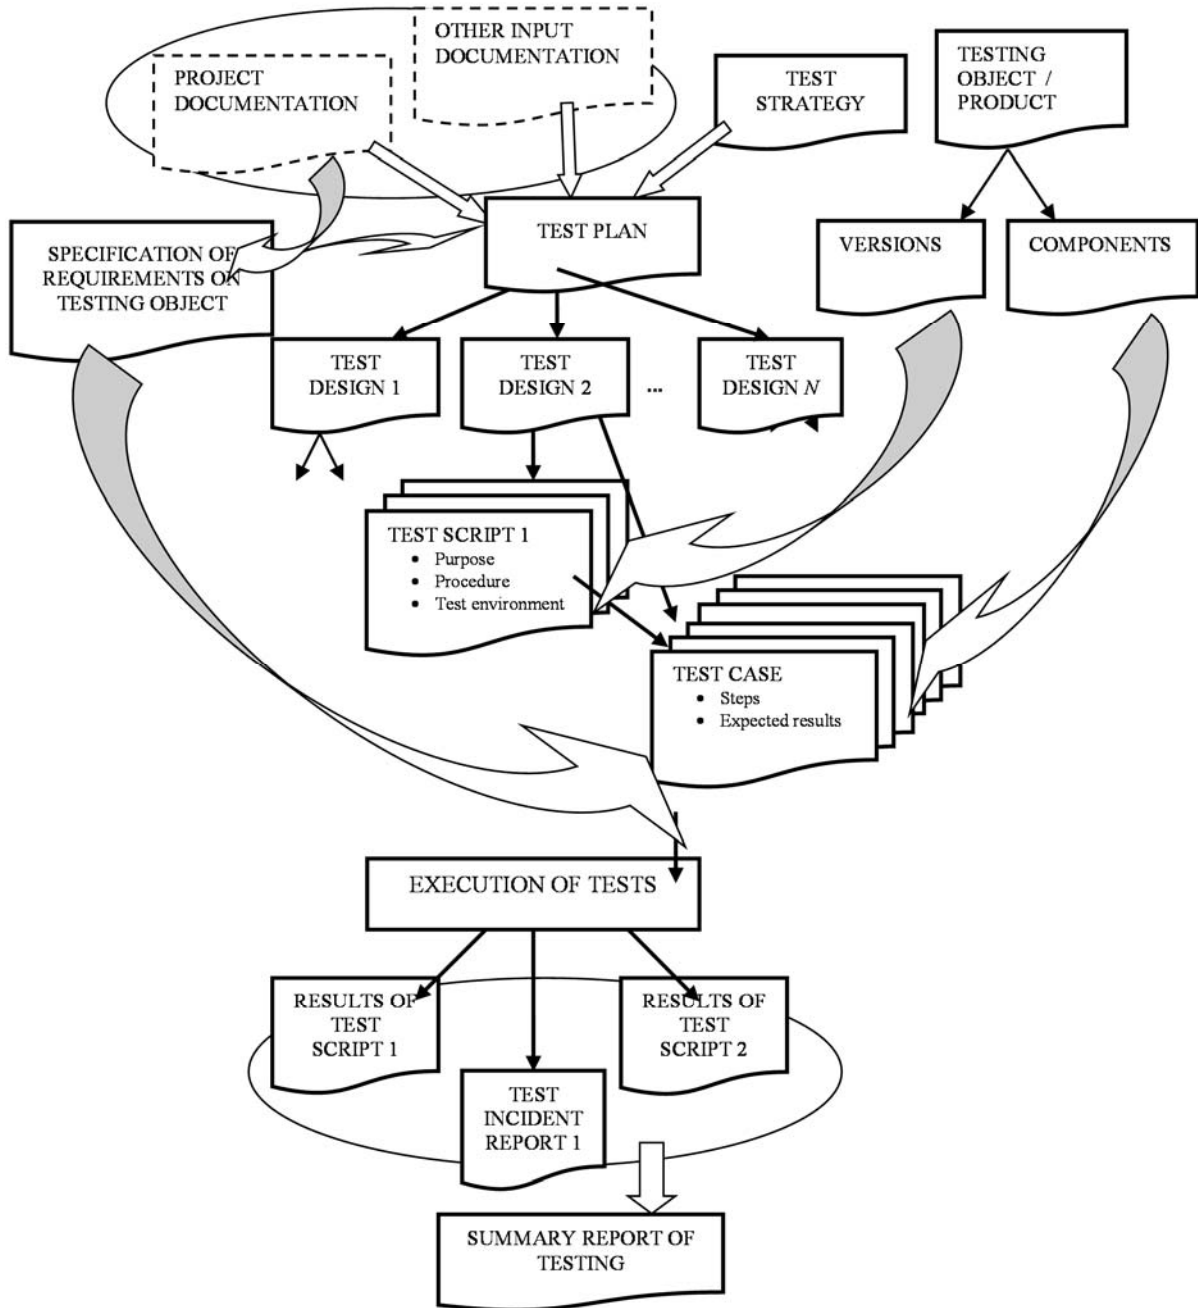 OTHER INPUT
DOCUMENTATION
PROJECT
DOCUMENTATION
TEST
STRATEGY
TESTING
OBJECT /
PRODUCT
SPECIFICATION OF
REQUIREMENTS ON
TESTING OBJECT
TEST PLAN
VERSIONS
COMPONENTS
TEST
DESIGN 1
TEST
DESIGN 2
...
TEST
DESIGN N
TEST SCRIPT 1
• Purpose
• Procedure
• Test environment
TEST CASE
• Steps
• Expected results
EXECUTION OF TESTS
RESULTS OF
TEST
SCRIPT 1
RESULTS OF
TEST
SCRIPT 2
TEST
INCIDENT
REPORT 1
SUMMARY REPORT OF
TESTING